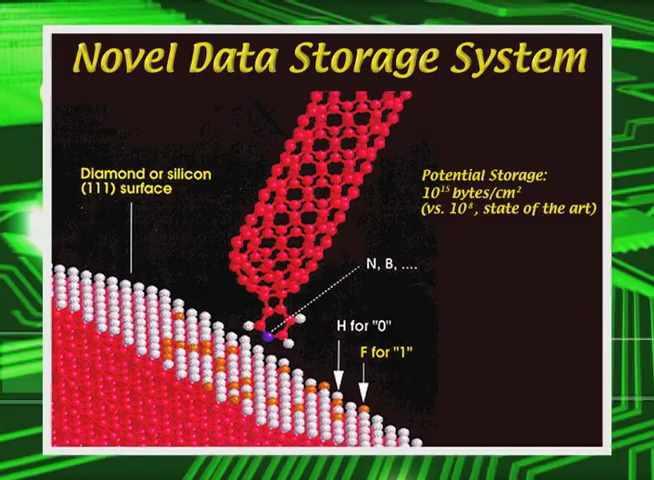 Novel Data Storage System
Diamond or silicon
(111) surface
Potential Storage:
10¹⁵ bytes/cm²
(vs. 10⁸, state of the art)
N, B, ....
H for "0"
F for "1"